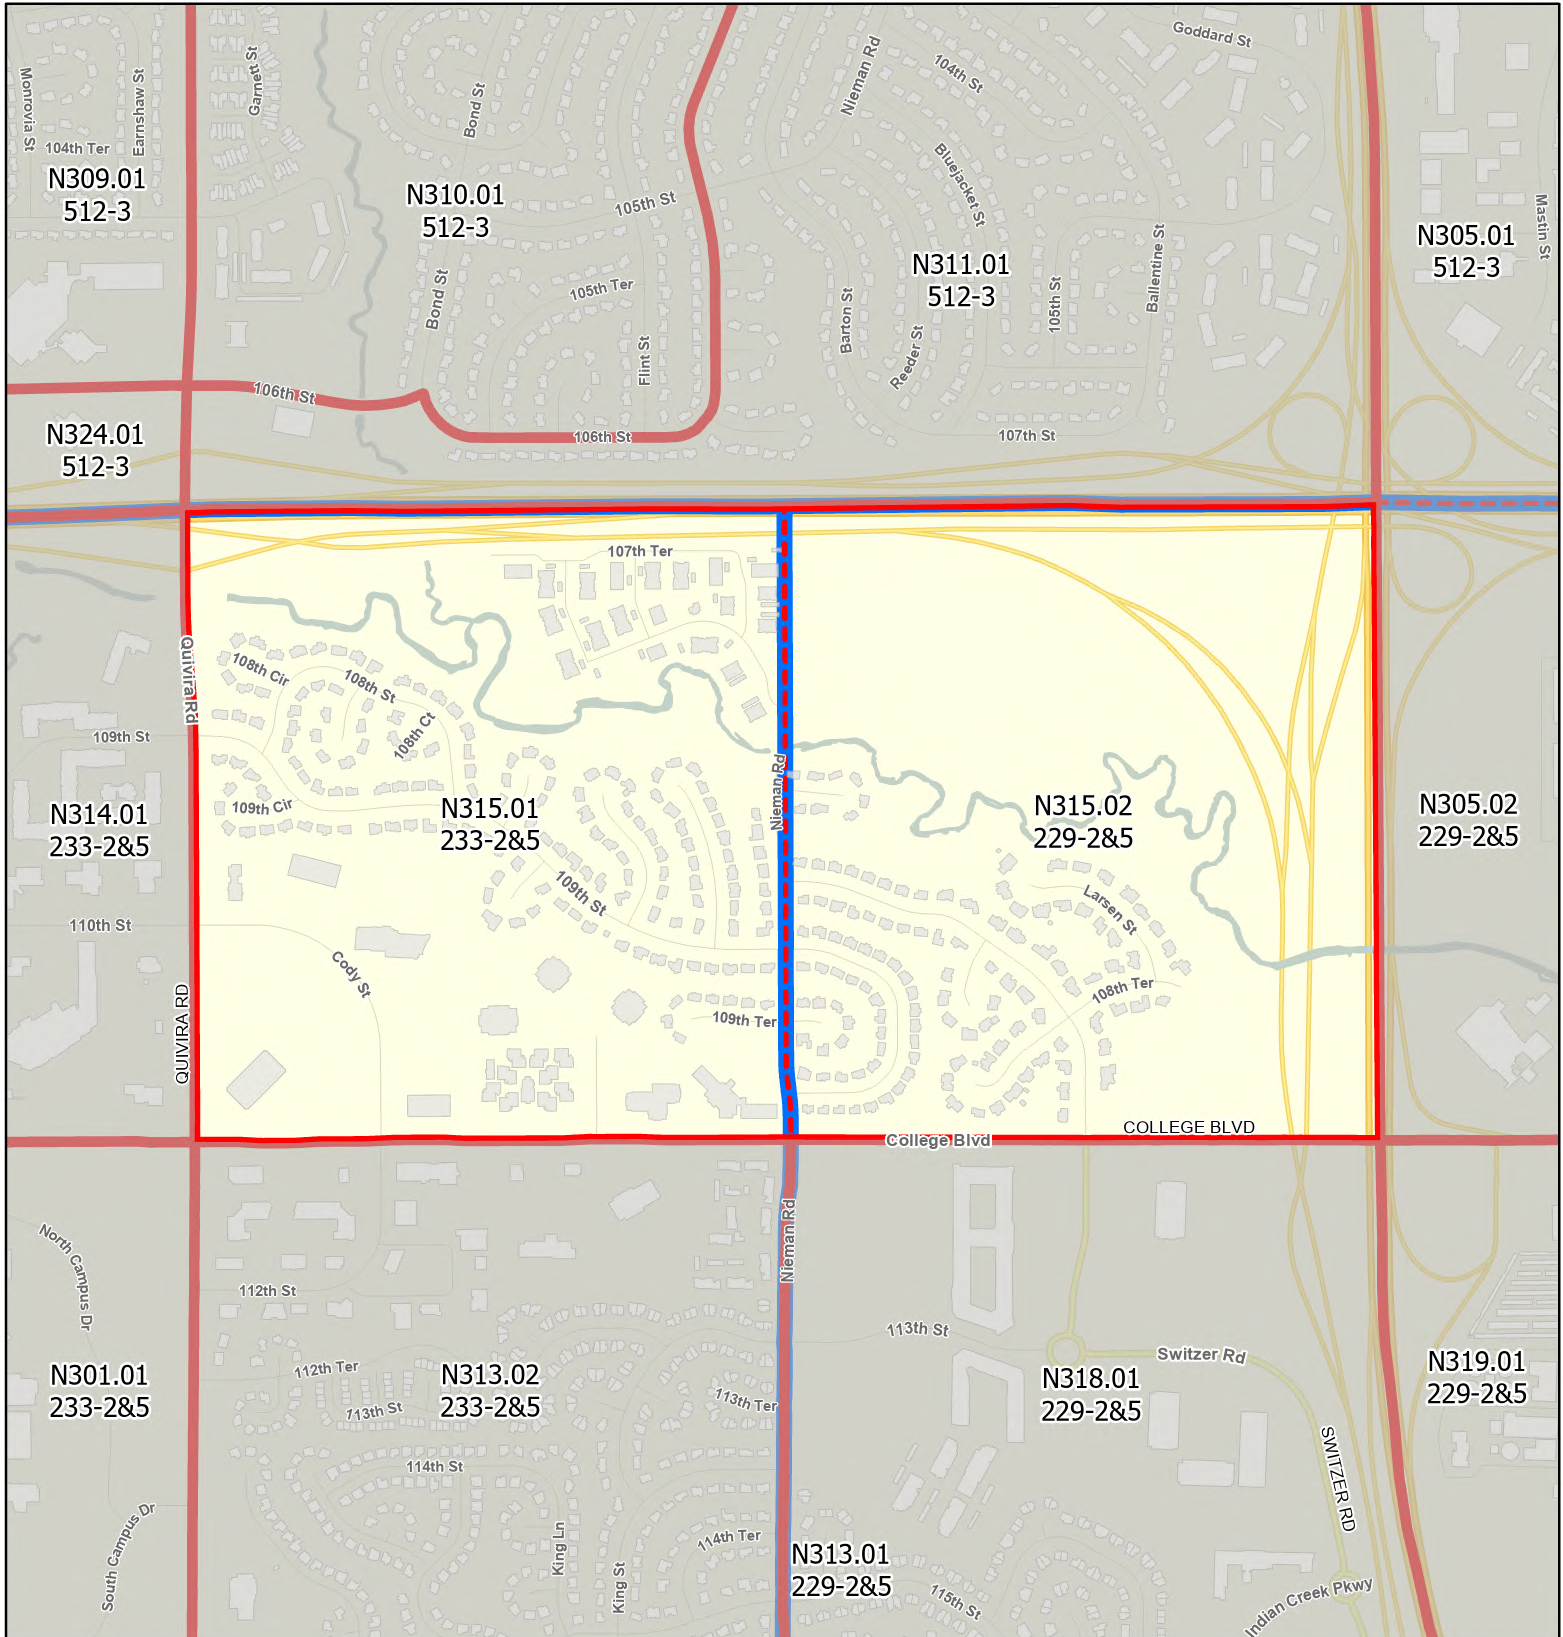 Goddard St
Nieman Rd
104th St
Monrovia St
Earnshaw St
Garnett St
Bond St
104th Ter
N309.01
512-3
N310.01
512-3
105th St
Bluejacket St
Mastin St
N305.01
512-3
N311.01
512-3
Ballentine St
105th Ter
Bond St
Barton St
105th St
Reeder St
Flint St
106th St
106th St
107th St
N324.01
512-3
107th Ter
Quivira Rd
108th Cir
108th St
108th Ct
109th St
Nieman Rd
109th Cir
N314.01
233-2&5
N315.01
233-2&5
N315.02
229-2&5
N305.02
229-2&5
109th St
Larsen St
110th St
Cody St
108th Ter
QUIVIRA RD
109th Ter
College Blvd
COLLEGE BLVD
Nieman Rd
North Campus Dr
112th St
113th St
Switzer Rd
112th Ter
N301.01
233-2&5
N313.02
233-2&5
N318.01
229-2&5
N319.01
229-2&5
113th St
113th Ter
114th St
SWITZER RD
South Campus Dr
King Ln
King St
114th Ter
N313.01
229-2&5
115th St
Indian Creek Pkwy